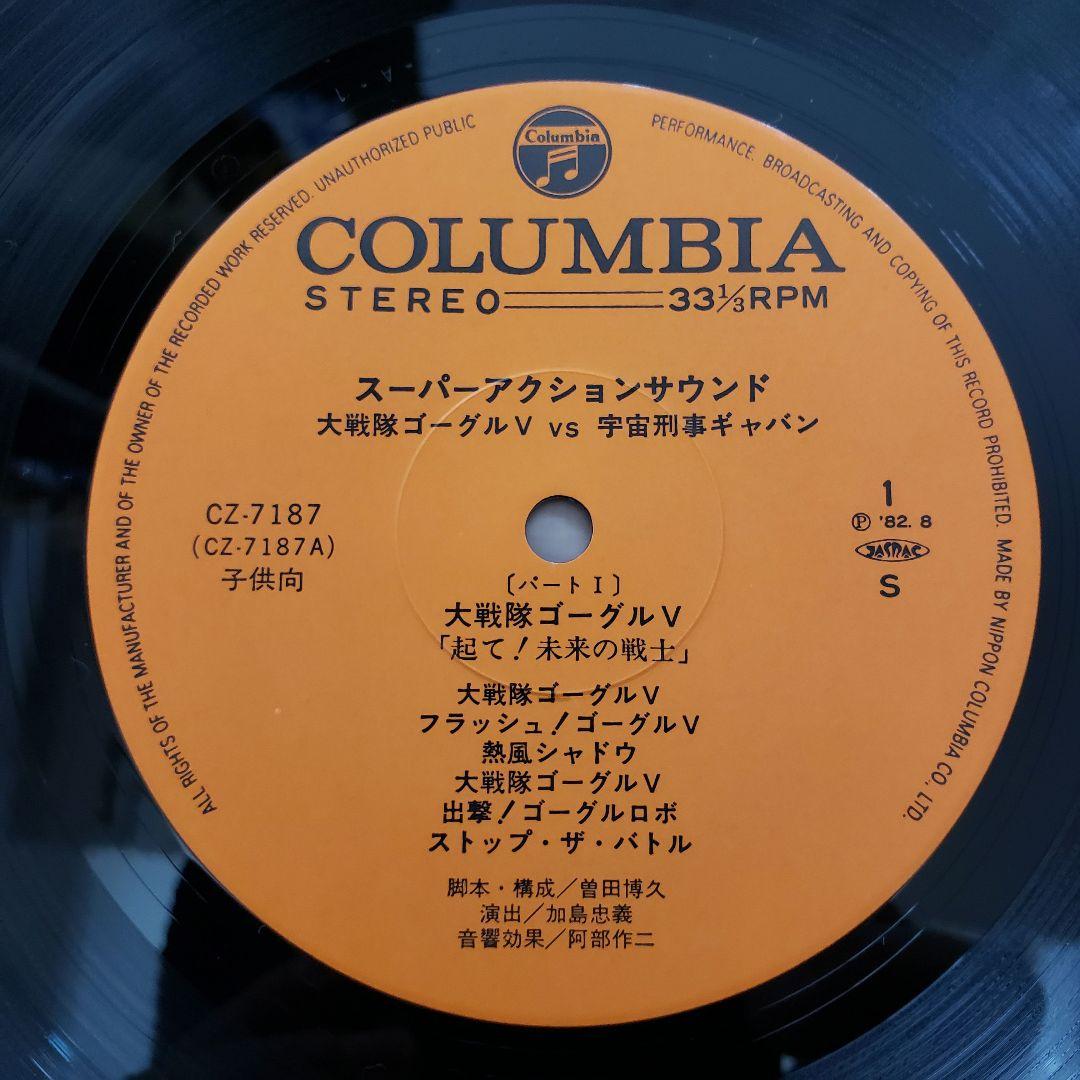 Columbia
ALL RIGHTS OF THE MANUFACTURER AND OF THE OWNER OF THE RECORDED WORK RESERVED. UNAUTHORIZED PUBLIC PERFORMANCE. BROADCASTING AND COPYING OF THIS RECORD PROHIBITED. MADE BY NIPPON COLUMBIA CO., LTD.
COLUMBIA
STEREO 33⅓RPM
スーパーアクションサウンド
大戦隊ゴーグルV vs 宇宙刑事ギャバン
CZ-7187
(CZ-7187A)
子供向
1
Ⓟ '82. 8
JASRAC
S
〔パートI〕
大戦隊ゴーグルV
「起て!未来の戦士」
大戦隊ゴーグルV
フラッシュ!ゴーグルV
熱風シャドウ
大戦隊ゴーグルV
出撃!ゴーグルロボ
ストップ・ザ・バトル
脚本・構成/曽田博久
演出/加島忠義
音響効果/阿部作二